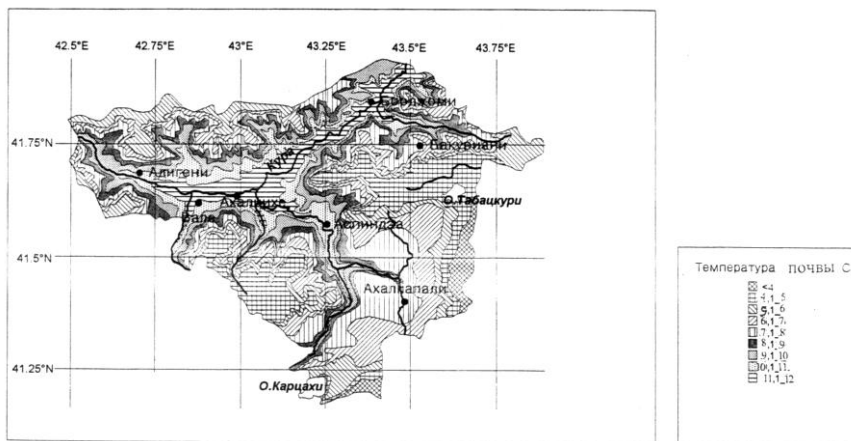 42.5°E 42.75°E 43°E 43.25°E 43.5°E 43.75°E
41.75°N
41.5°N
41.25°N
Боржоми
Бакуриани
Кура
Адигени
Ахалцихе
Вале
О.Табацкури
Аспиндза
Ахалкалали
О.Карцахи
Температура почвы С
<4
4,1_5
5,1_6
6,1_7
7,1_8
8,1_9
9,1_10
10,1_11
11,1_12